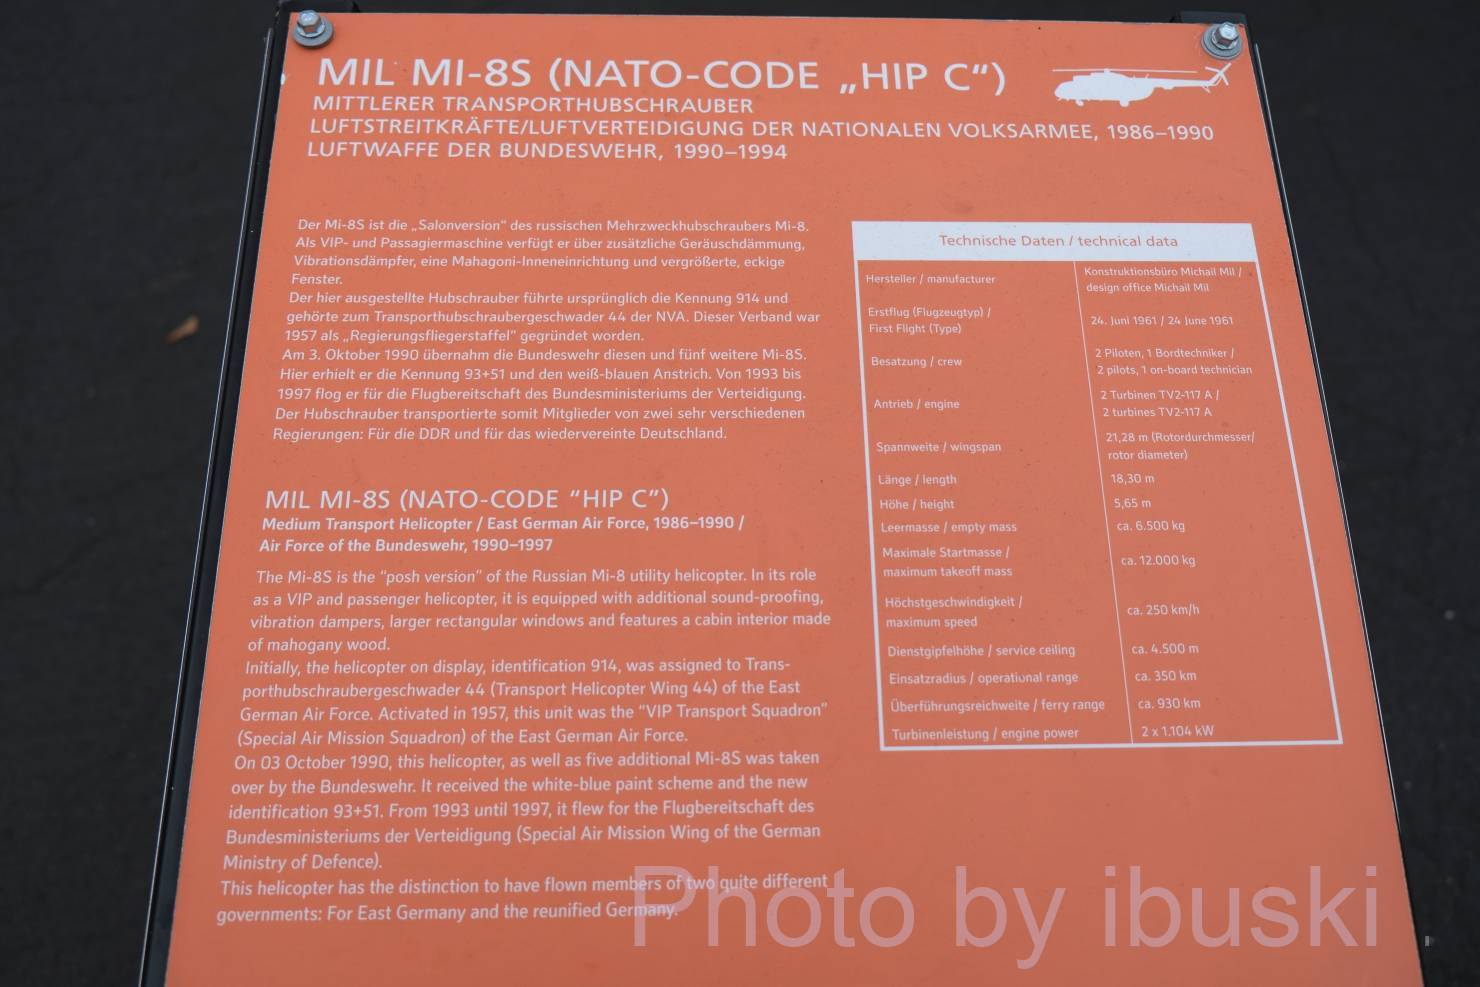 MIL MI-8S (NATO-CODE „HIP C“)
MITTLERER TRANSPORTHUBSCHRAUBER
LUFTSTREITKRÄFTE/LUFTVERTEIDIGUNG DER NATIONALEN VOLKSARMEE, 1986–1990
LUFTWAFFE DER BUNDESWEHR, 1990–1994
Der Mi-8S ist die „Salonversion“ des russischen Mehrzweckhubschraubers Mi-8.
Als VIP- und Passagiermaschine verfügt er über zusätzliche Geräuschdämmung,
Vibrationsdämpfer, eine Mahagoni-Inneneinrichtung und vergrößerte, eckige
Fenster.
Der hier ausgestellte Hubschrauber führte ursprünglich die Kennung 914 und
gehörte zum Transporthubschraubergeschwader 44 der NVA. Dieser Verband war
1957 als „Regierungsfliegerstaffel“ gegründet worden.
Am 3. Oktober 1990 übernahm die Bundeswehr diesen und fünf weitere Mi-8S.
Hier erhielt er die Kennung 93+51 und den weiß-blauen Anstrich. Von 1993 bis
1997 flog er für die Flugbereitschaft des Bundesministeriums der Verteidigung.
Der Hubschrauber transportierte somit Mitglieder von zwei sehr verschiedenen
Regierungen: Für die DDR und für das wiedervereinte Deutschland.
MIL MI-8S (NATO-CODE “HIP C”)
Medium Transport Helicopter / East German Air Force, 1986–1990 /
Air Force of the Bundeswehr, 1990–1997
The Mi-8S is the “posh version” of the Russian Mi-8 utility helicopter. In its role
as a VIP and passenger helicopter, it is equipped with additional sound-proofing,
vibration dampers, larger rectangular windows and features a cabin interior made
of mahogany wood.
Initially, the helicopter on display, identification 914, was assigned to Trans-
porthubschraubergeschwader 44 (Transport Helicopter Wing 44) of the East
German Air Force. Activated in 1957, this unit was the “VIP Transport Squadron”
(Special Air Mission Squadron) of the East German Air Force.
On 03 October 1990, this helicopter, as well as five additional Mi-8S was taken
over by the Bundeswehr. It received the white-blue paint scheme and the new
identification 93+51. From 1993 until 1997, it flew for the Flugbereitschaft des
Bundesministeriums der Verteidigung (Special Air Mission Wing of the German
Ministry of Defence).
This helicopter has the distinction to have flown members of two quite different
governments: For East Germany and the reunified Germany.
Technische Daten / technical data
Hersteller / manufacturer
Konstruktionsbüro Michail Mil /
design office Michail Mil
Erstflug (Flugzeugtyp) /
First Flight (Type)
24. Juni 1961 / 24 June 1961
Besatzung / crew
2 Piloten, 1 Bordtechniker /
2 pilots, 1 on-board technician
Antrieb / engine
2 Turbinen TV2-117 A /
2 turbines TV2-117 A
Spannweite / wingspan
21,28 m (Rotordurchmesser/
rotor diameter)
Länge / length
18,30 m
Höhe / height
5,65 m
Leermasse / empty mass
ca. 6.500 kg
Maximale Startmasse /
maximum takeoff mass
ca. 12.000 kg
Höchstgeschwindigkeit /
maximum speed
ca. 250 km/h
Dienstgipfelhöhe / service ceiling
ca. 4.500 m
Einsatzradius / operational range
ca. 350 km
Überführungsreichweite / ferry range
ca. 930 km
Turbinenleistung / engine power
2 x 1.104 kW
Photo by ibuski